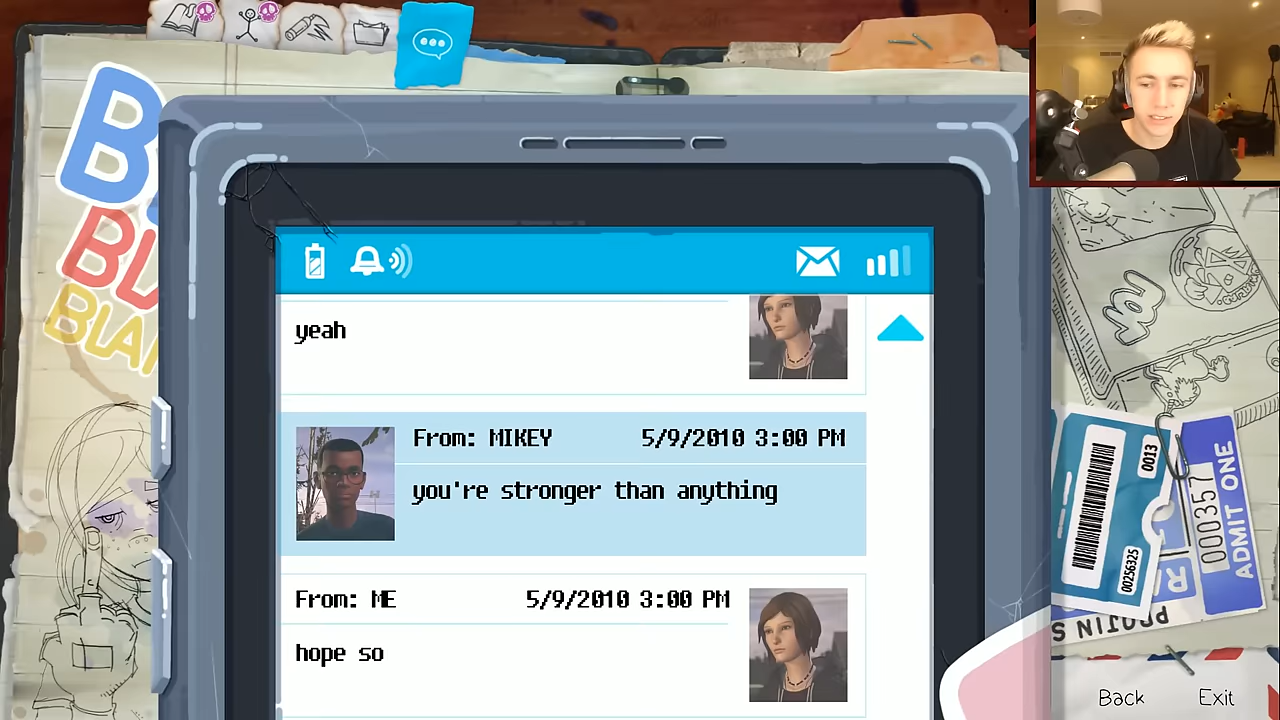 yeah
From: MIKEY 5/9/2010 3:00 PM
you're stronger than anything
From: ME 5/9/2010 3:00 PM
hope so
0013
00256325
000357
ADMIT ONE
Back Exit